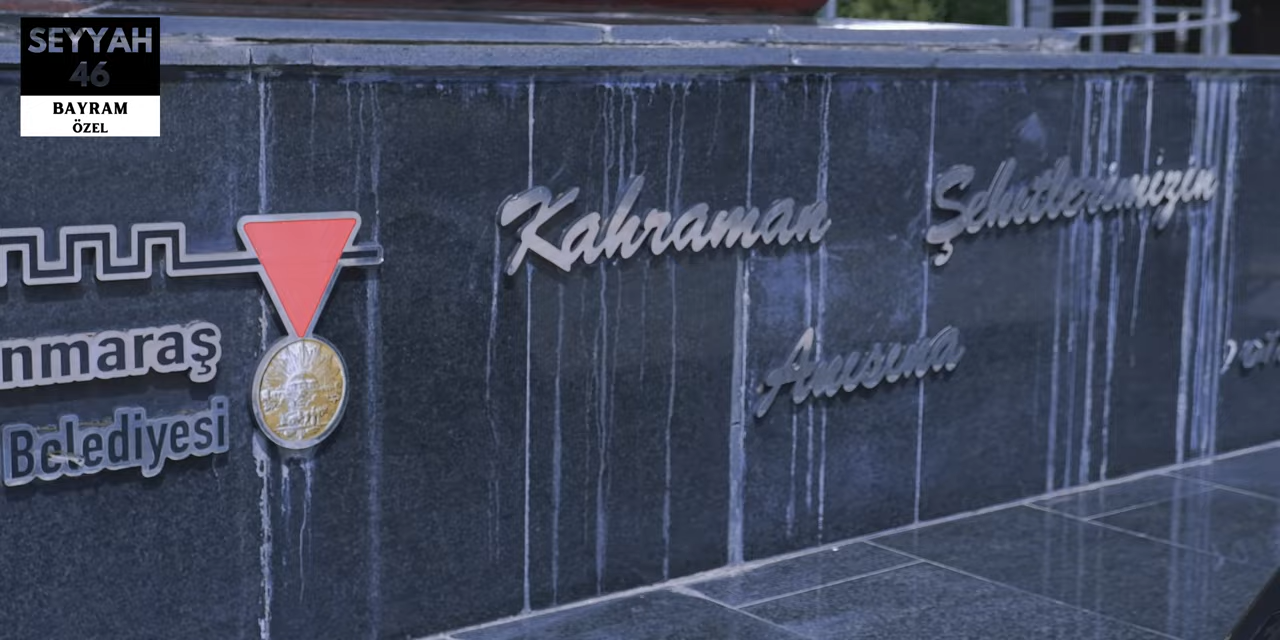 SEYYAH
46
BAYRAM
ÖZEL
Kahraman Şehitlerimizin
Anısına
nmaraş
Belediyesi